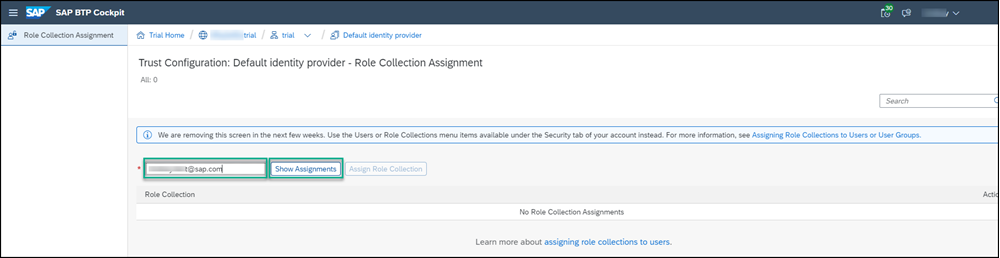 SAP SAP BTP Cockpit 30
Role Collection Assignment
Trial Home / trial / trial / Default identity provider
Trust Configuration: Default identity provider - Role Collection Assignment
All: 0
Search
We are removing this screen in the next few weeks. Use the Users or Role Collections menu items available under the Security tab of your account instead. For more information, see Assigning Role Collections to Users or User Groups.
* t@sap.com Show Assignments Assign Role Collection
Role Collection Actio
No Role Collection Assignments
Learn more about assigning role collections to users.